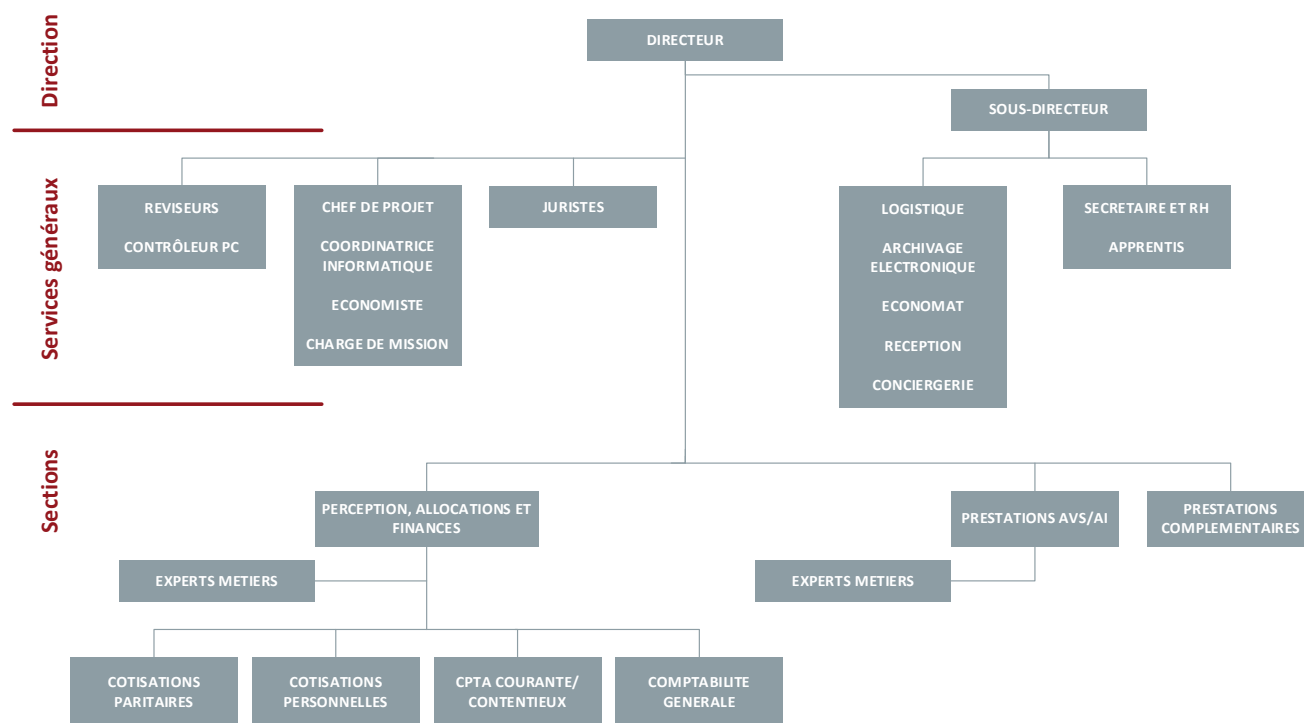 Direction
DIRECTEUR
SOUS-DIRECTEUR
Services généraux
REVISEURS
CONTRÔLEUR PC
CHEF DE PROJET
COORDINATRICE
INFORMATIQUE
ECONOMISTE
CHARGE DE MISSION
JURISTES
LOGISTIQUE
ARCHIVAGE
ELECTRONIQUE
ECONOMAT
RECEPTION
CONCIERGERIE
SECRETAIRE ET RH
APPRENTIS
Sections
PERCEPTION, ALLOCATIONS ET
FINANCES
PRESTATIONS AVS/AI
PRESTATIONS
COMPLEMENTAIRES
EXPERTS METIERS
EXPERTS METIERS
COTISATIONS
PARITAIRES
COTISATIONS
PERSONNELLES
CPTA COURANTE/
CONTENTIEUX
COMPTABILITE
GENERALE